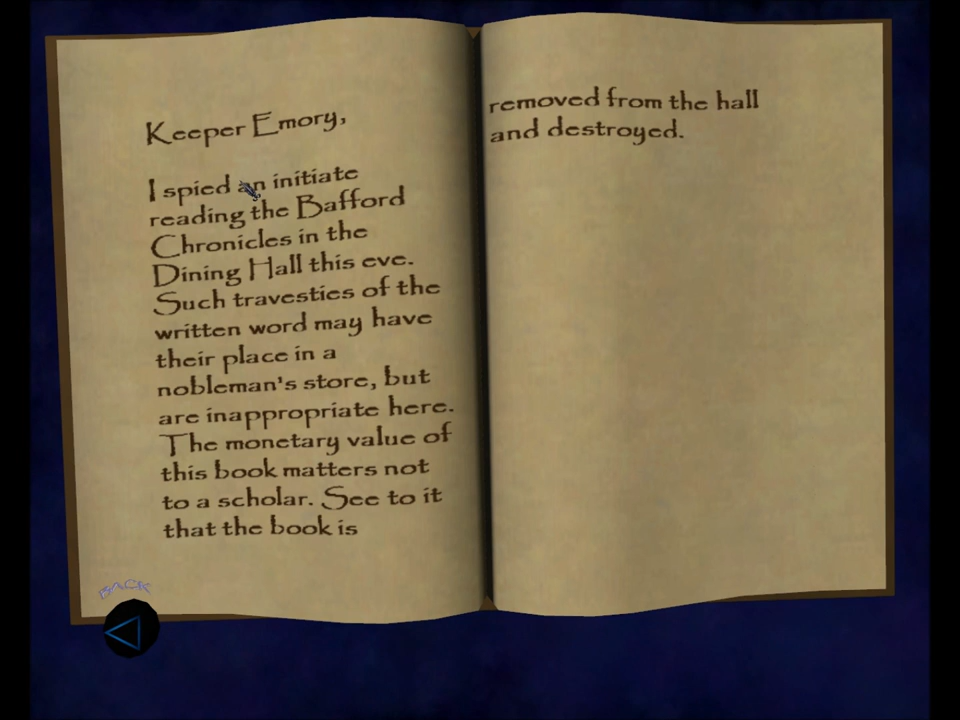 Keeper Emory,
I spied an initiate
reading the Bafford
Chronicles in the
Dining Hall this eve.
Such travesties of the
written word may have
their place in a
nobleman's store, but
are inappropriate here.
The monetary value of
this book matters not
to a scholar. See to it
that the book is
removed from the hall
and destroyed.
BACK